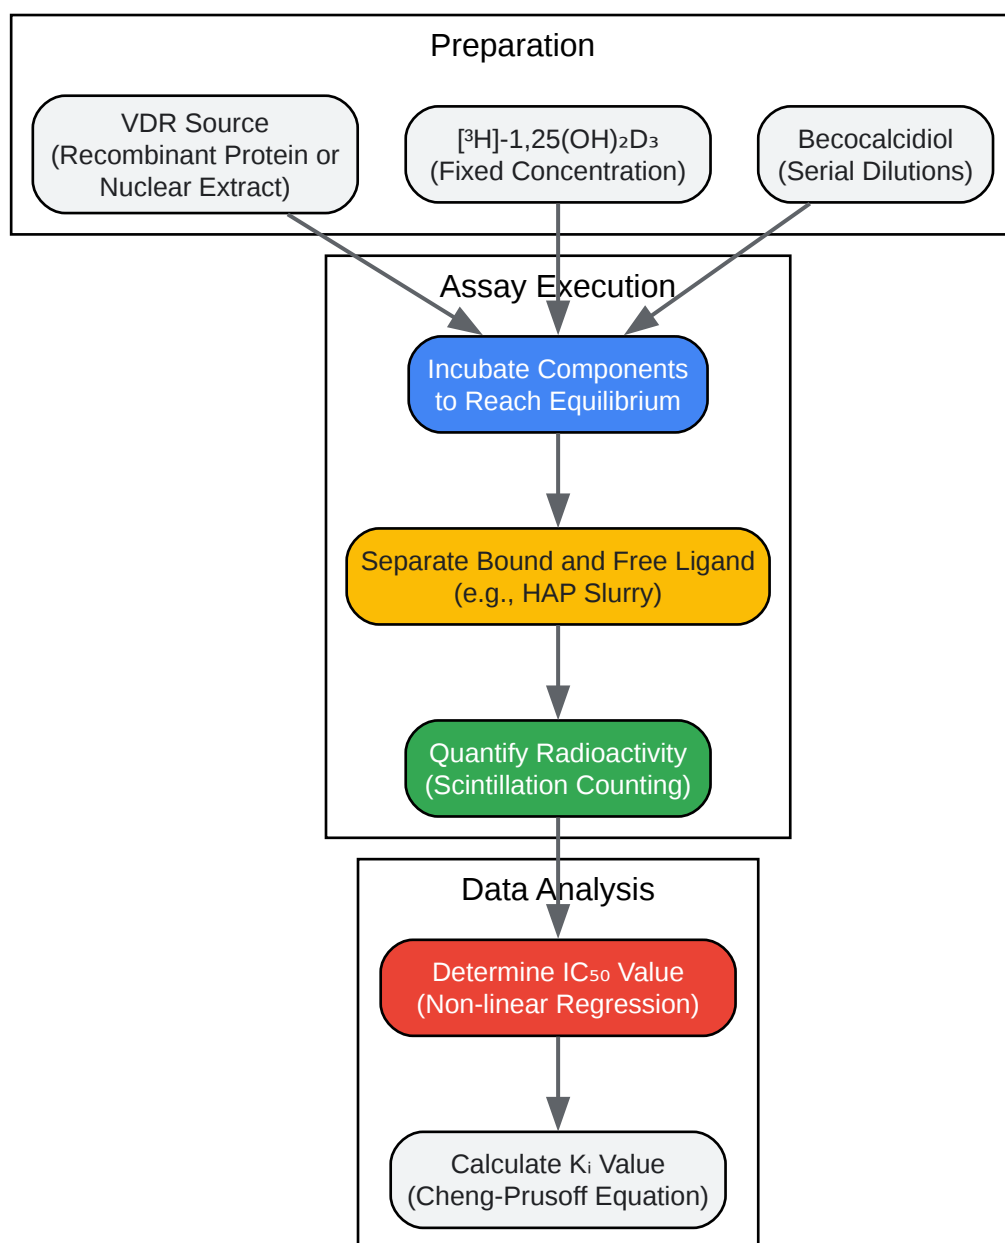 Preparation
VDR Source
(Recombinant Protein or
Nuclear Extract)
[³H]-1,25(OH)₂D₃
(Fixed Concentration)
Becocalcidiol
(Serial Dilutions)
Assay Execution
Incubate Components
to Reach Equilibrium
Separate Bound and Free Ligand
(e.g., HAP Slurry)
Quantify Radioactivity
(Scintillation Counting)
Data Analysis
Determine IC₅₀ Value
(Non-linear Regression)
Calculate Kᵢ Value
(Cheng-Prusoff Equation)